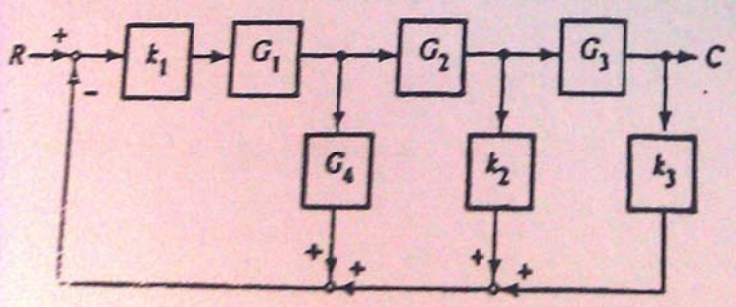 R + k₁ G₁ G₂ G₃ C
-
G₄ k₂ k₃
+ + + +